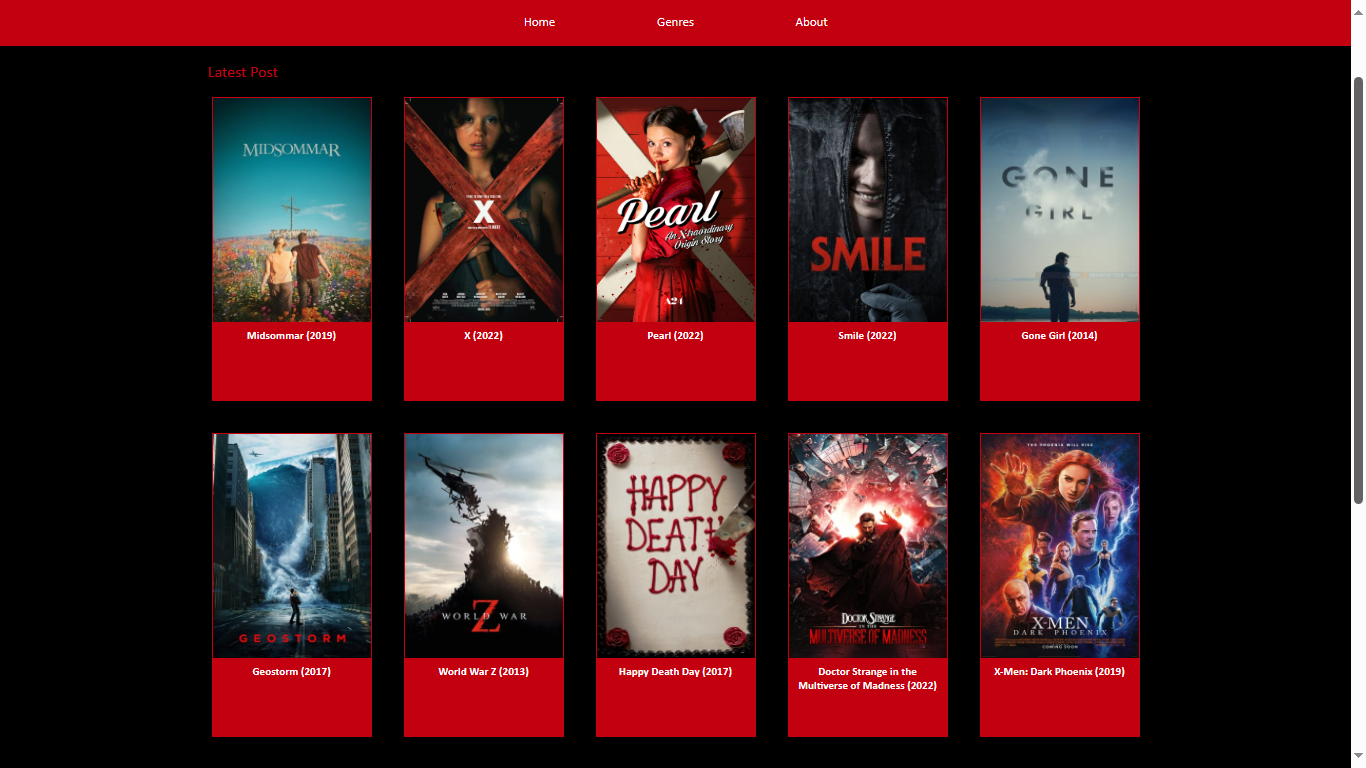 Home
Genres
About
Latest Post
MIDSOMMAR
X
Pearl
An X-traordinary
Origin Story
A24
SMILE
GONE
GIRL
Midsommar (2019)
X (2022)
Pearl (2022)
Smile (2022)
Gone Girl (2014)
GEOSTORM
WORLD WAR
Z
HAPPY
DEATH
DAY
DOCTOR STRANGE
IN THE
MULTIVERSE OF MADNESS
THE PHOENIX WILL RISE
X-MEN
DARK PHOENIX
COMING SOON
Geostorm (2017)
World War Z (2013)
Happy Death Day (2017)
Doctor Strange in the
Multiverse of Madness (2022)
X-Men: Dark Phoenix (2019)